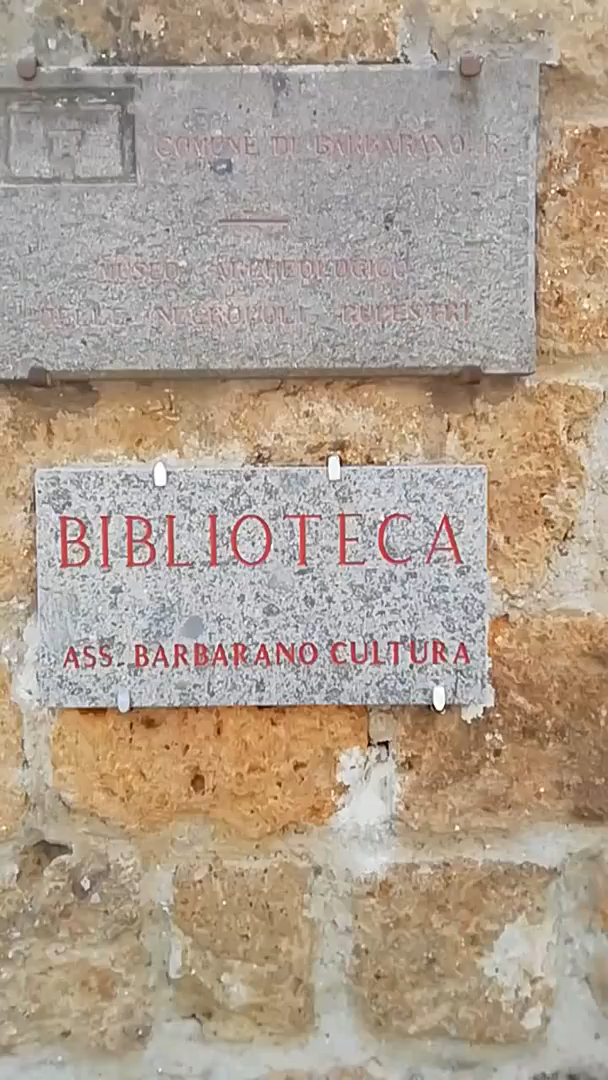 COMUNE DI BARBARANO R.
MUSEO ARCHEOLOGICO
DELLE NECROPOLI RUPESTRI
BIBLIOTECA
ASS. BARBARANO CULTURA